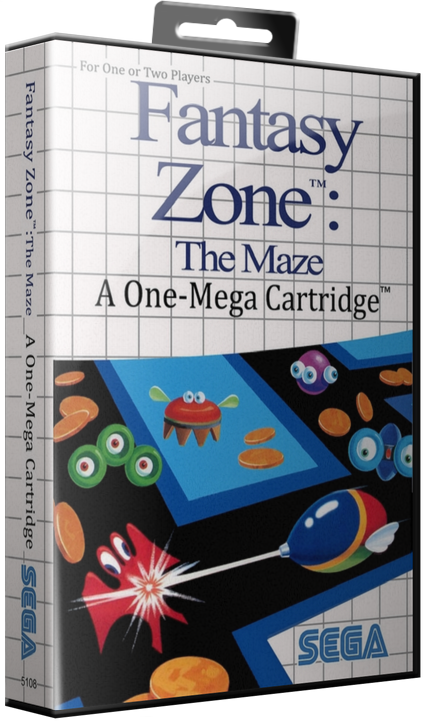 For One or Two Players
Fantasy
Zone™:
The Maze
A One-Mega Cartridge™
SEGA
Fantasy Zone™: The Maze A One-Mega Cartridge SEGA
5108